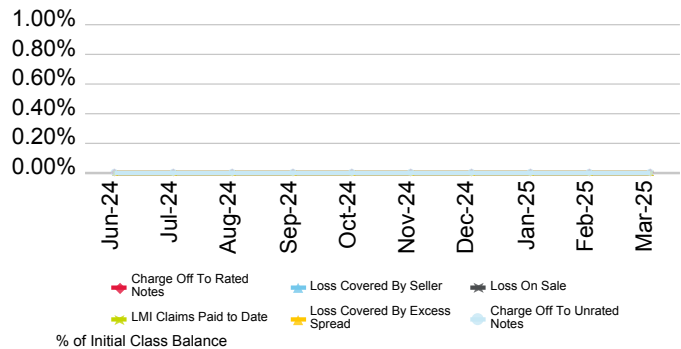 1.00%
0.80%
0.60%
0.40%
0.20%
0.00%
Jun-24
Jul-24
Aug-24
Sep-24
Oct-24
Nov-24
Dec-24
Jan-25
Feb-25
Mar-25
Charge Off To Rated
Notes
Loss Covered By Seller
Loss On Sale
LMI Claims Paid to Date
Loss Covered By Excess
Spread
Charge Off To Unrated
Notes
% of Initial Class Balance